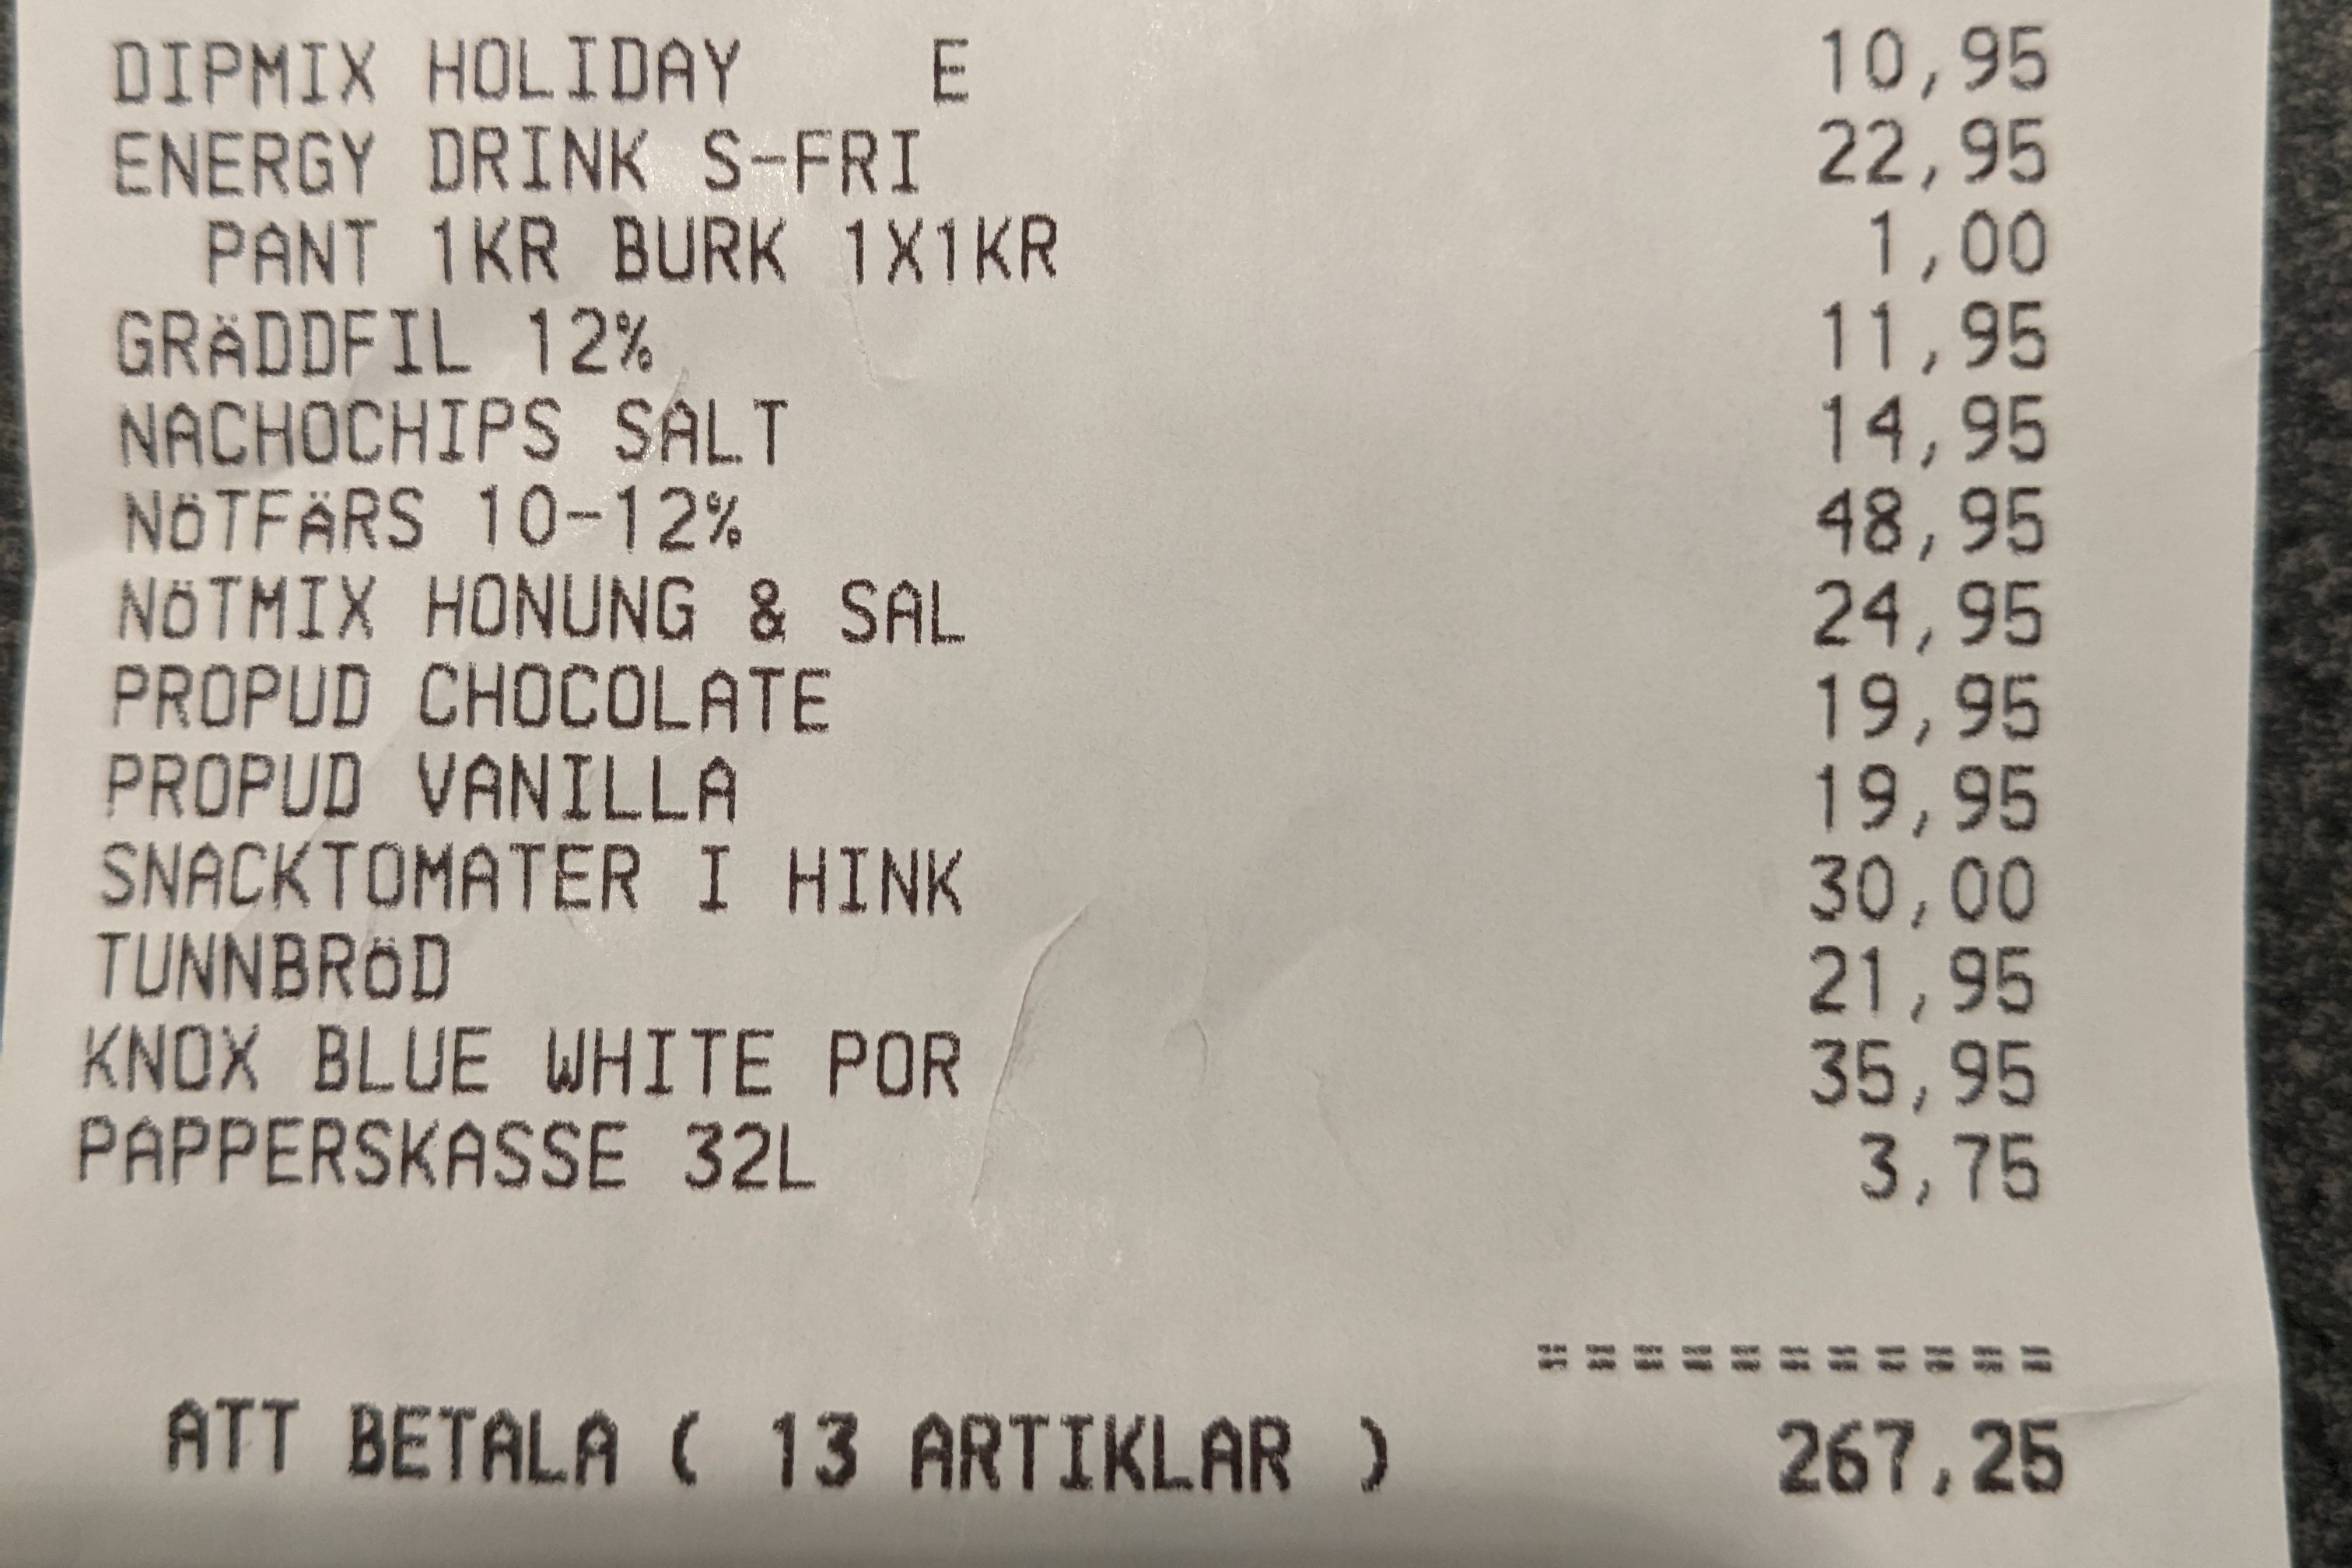 DIPMIX HOLIDAY E 10,95
ENERGY DRINK S-FRI 22,95
PANT 1KR BURK 1X1KR 1,00
GRÄDDFIL 12% 11,95
NACHOCHIPS SALT 14,95
NÖTFÄRS 10-12% 48,95
NÖTMIX HONUNG & SAL 24,95
PROPUD CHOCOLATE 19,95
PROPUD VANILLA 19,95
SNACKTOMATER I HINK 30,00
TUNNBRÖD 21,95
KNOX BLUE WHITE POR 35,95
PAPPERSKASSE 32L 3,75
===========
ATT BETALA ( 13 ARTIKLAR ) 267,25